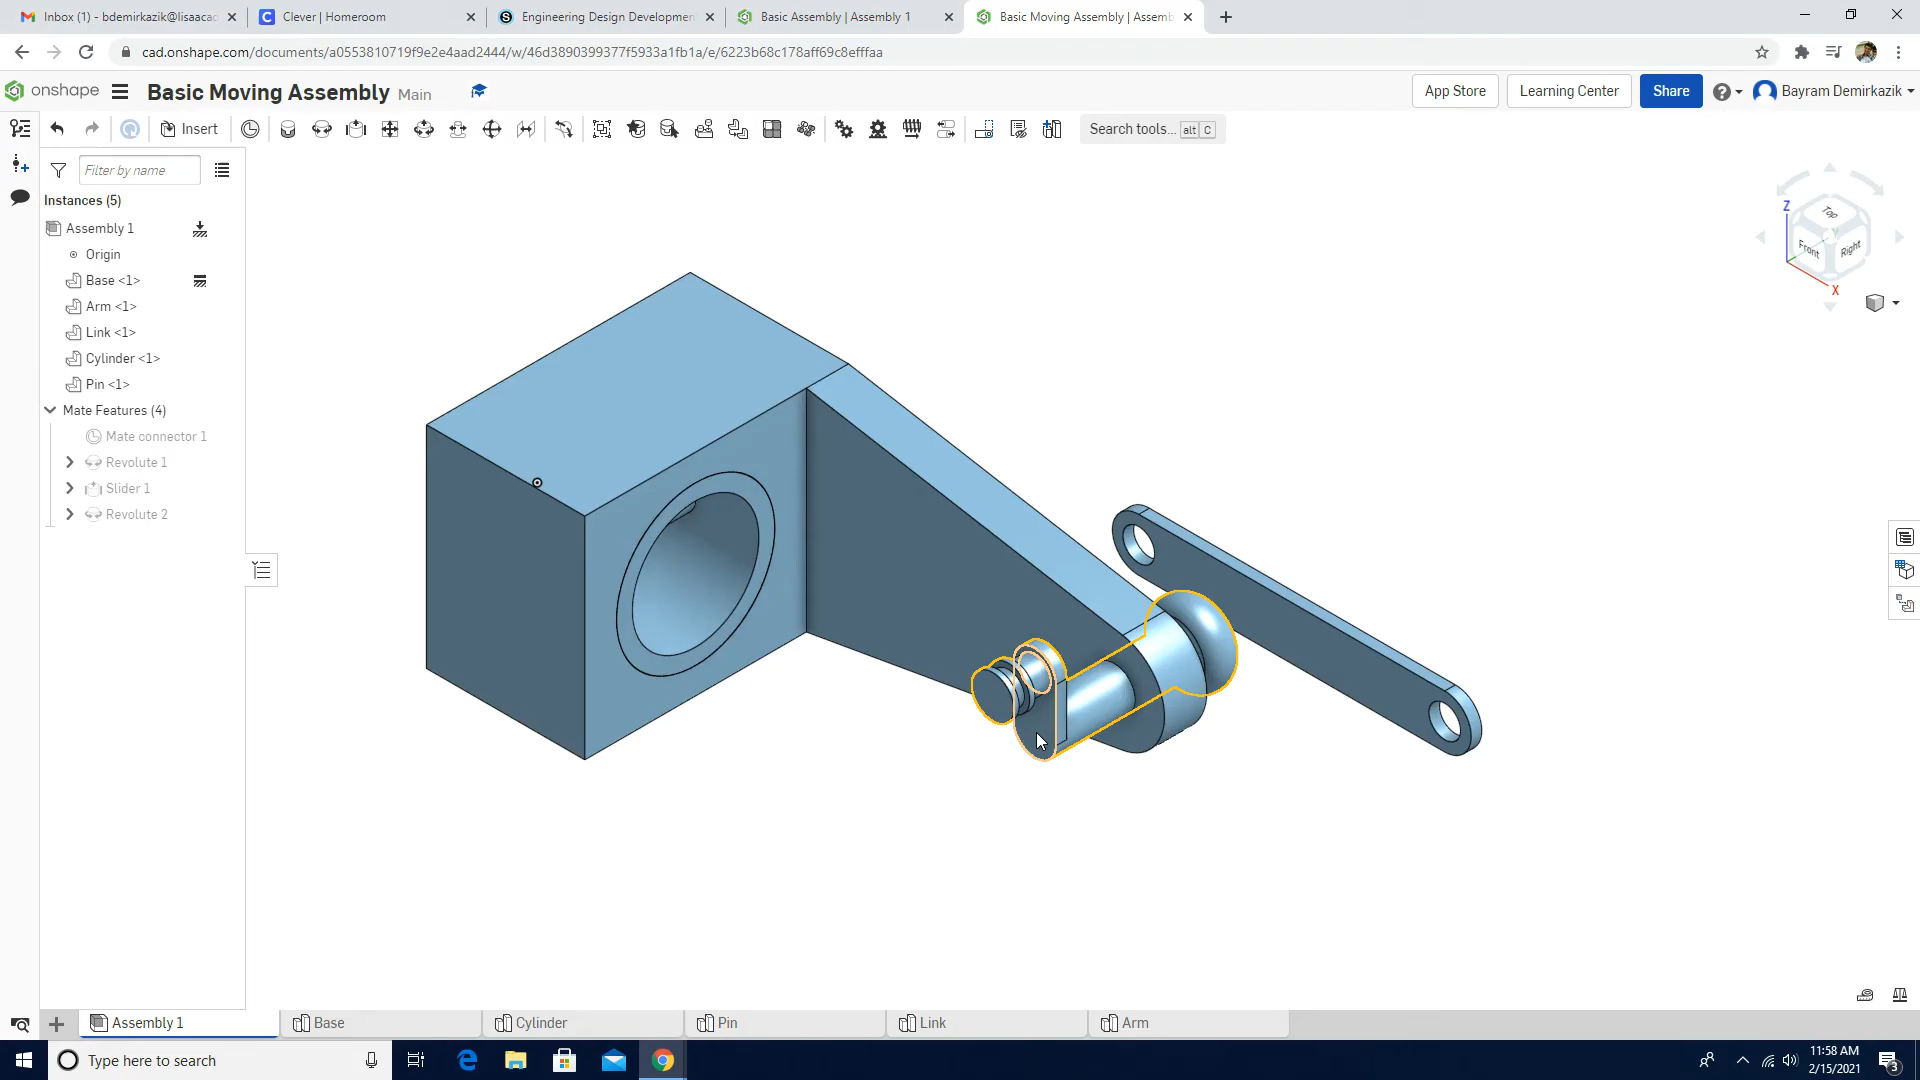 Inbox (1) - bdemirkazik@lisaacac
Clever | Homeroom
Engineering Design Developmen
Basic Assembly | Assembly 1
Basic Moving Assembly | Assemb
cad.onshape.com/documents/a0553810719f9e2e4aad2444/w/46d3890399377f5933a1fb1a/e/6223b68c178aff69c8efffaa
onshape
Basic Moving Assembly Main
App Store
Learning Center
Share
Bayram Demirkazik
Insert
Search tools... alt C
Filter by name
Instances (5)
Assembly 1
Origin
Base <1>
Arm <1>
Link <1>
Cylinder <1>
Pin <1>
Mate Features (4)
Mate connector 1
Revolute 1
Slider 1
Revolute 2
Z
Top
Front
Right
X
Assembly 1
Base
Cylinder
Pin
Link
Arm
Type here to search
11:58 AM
2/15/2021
3